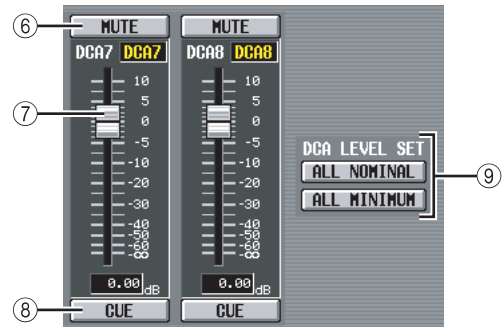 ⑥ MUTE MUTE
DCA7 DCA7 DCA8 DCA8
10 10
5 5
⑦ 0 0
-5 -5
DCA LEVEL SET
-10 -10 ALL NOMINAL ⑨
-20 -20
ALL MINIMUM
-30 -30
-40 -40
-50 -50
-60 -60
-∞ -∞
0.00 dB 0.00 dB
⑧ CUE CUE